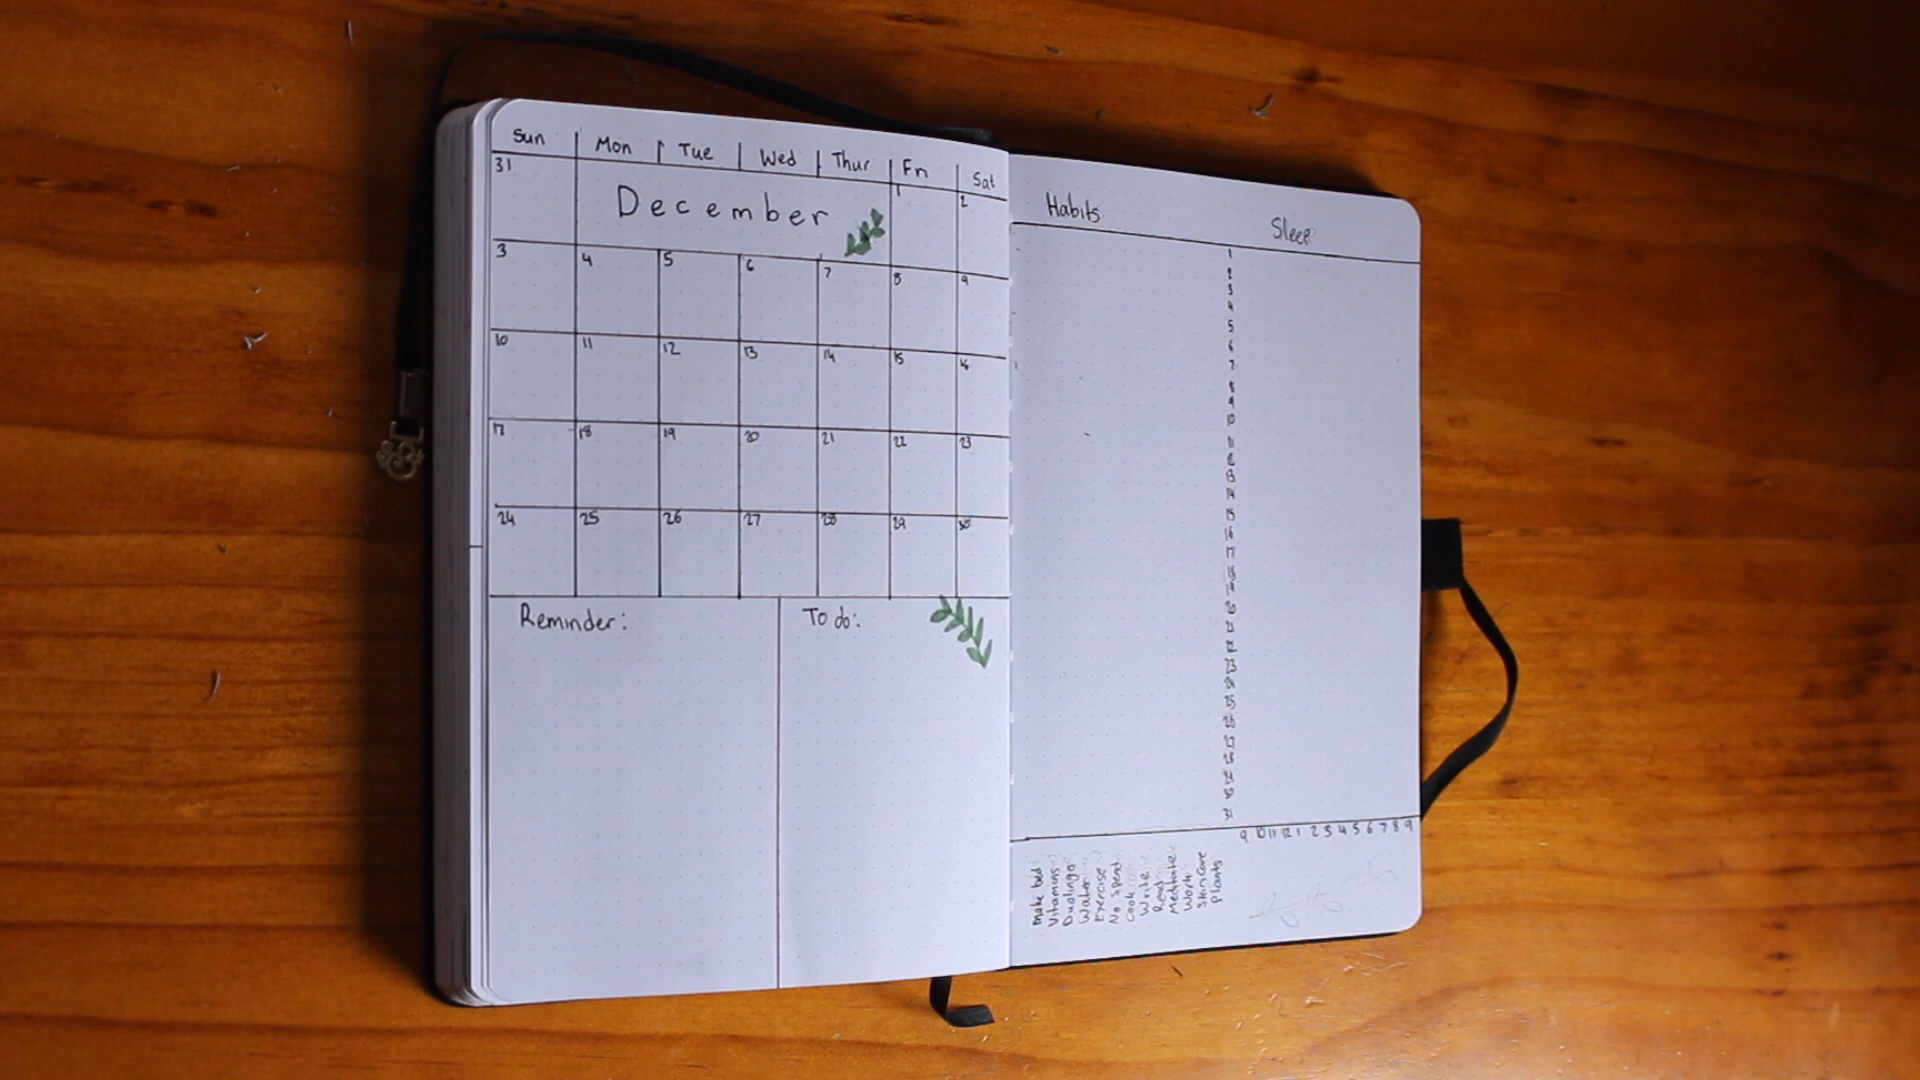 Sun Mon Tue Wed Thur Fri Sat
31 December 1 2
3 4 5 6 7 8 9
10 11 12 13 14 15 16
17 18 19 20 21 22 23
24 25 26 27 28 29 30
Reminder: To do:
Habits Sleep
1
2
3
4
5
6
7
8
9
10
11
12
13
14
15
16
17
18
19
20
21
22
23
24
25
26
27
28
29
30
31
9 10 11 12 1 2 3 4 5 6 7 8 9
Make bed
Vitamins
Duolingo
Water
Exercise
No Spend
Cook
Write
Read
Meditate
Work
Skin Care
Plants